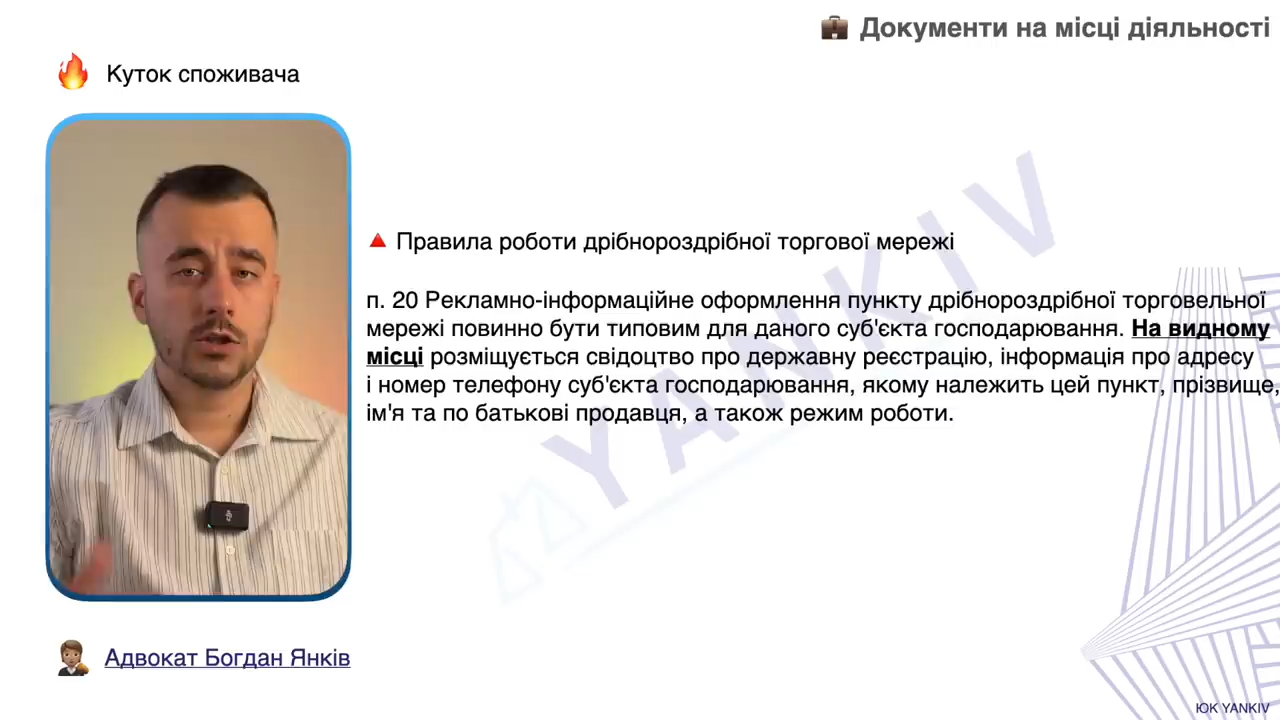 Документи на місці діяльності
Куток споживача
Правила роботи дрібнороздрібної торгової мережі
п. 20 Рекламно-інформаційне оформлення пункту дрібнороздрібної торговельної
мережі повинно бути типовим для даного суб'єкта господарювання. На видному
місці розміщується свідоцтво про державну реєстрацію, інформація про адресу
і номер телефону суб'єкта господарювання, якому належить цей пункт, прізвище,
ім'я та по батькові продавця, а також режим роботи.
YANKIV
Адвокат Богдан Янків
ЮК YANKIV